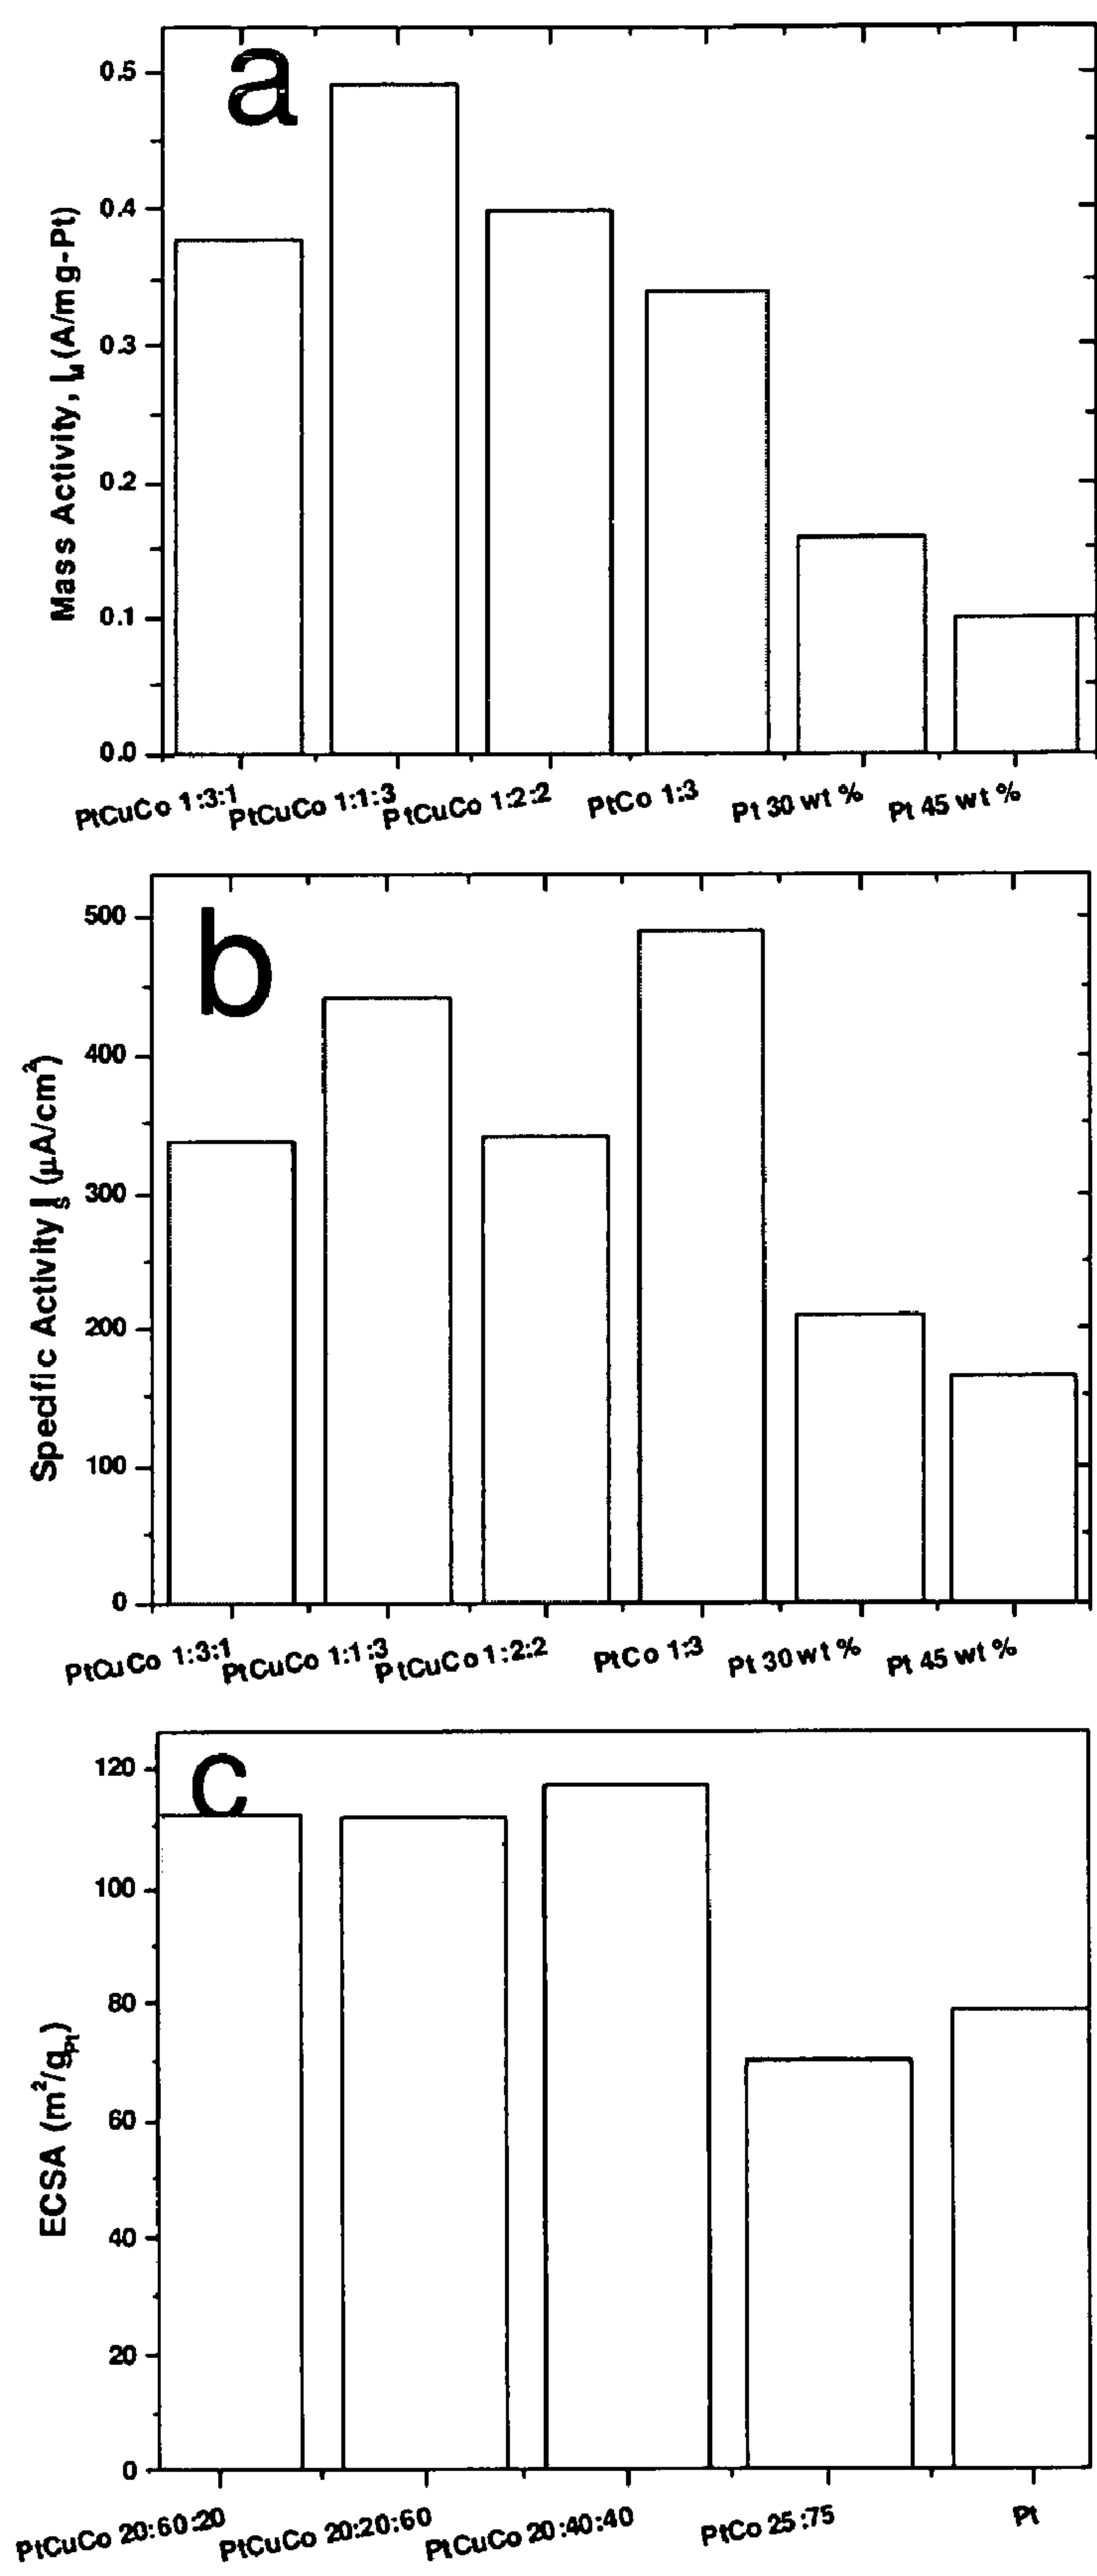 a
0.5
0.4
0.3
0.2
0.1
0.0
Mass Activity, I_M (A/mg-Pt)
PtCuCo 1:3:1
PtCuCo 1:1:3
PtCuCo 1:2:2
PtCo 1:3
Pt 30 wt %
Pt 45 wt %
b
500
400
300
200
100
0
Specific Activity I_S (μA/cm²)
PtCuCo 1:3:1
PtCuCo 1:1:3
PtCuCo 1:2:2
PtCo 1:3
Pt 30 wt %
Pt 45 wt %
c
120
100
80
60
40
20
0
ECSA (m²/g_Pt)
PtCuCo 20:60:20
PtCuCo 20:20:60
PtCuCo 20:40:40
PtCo 25:75
Pt